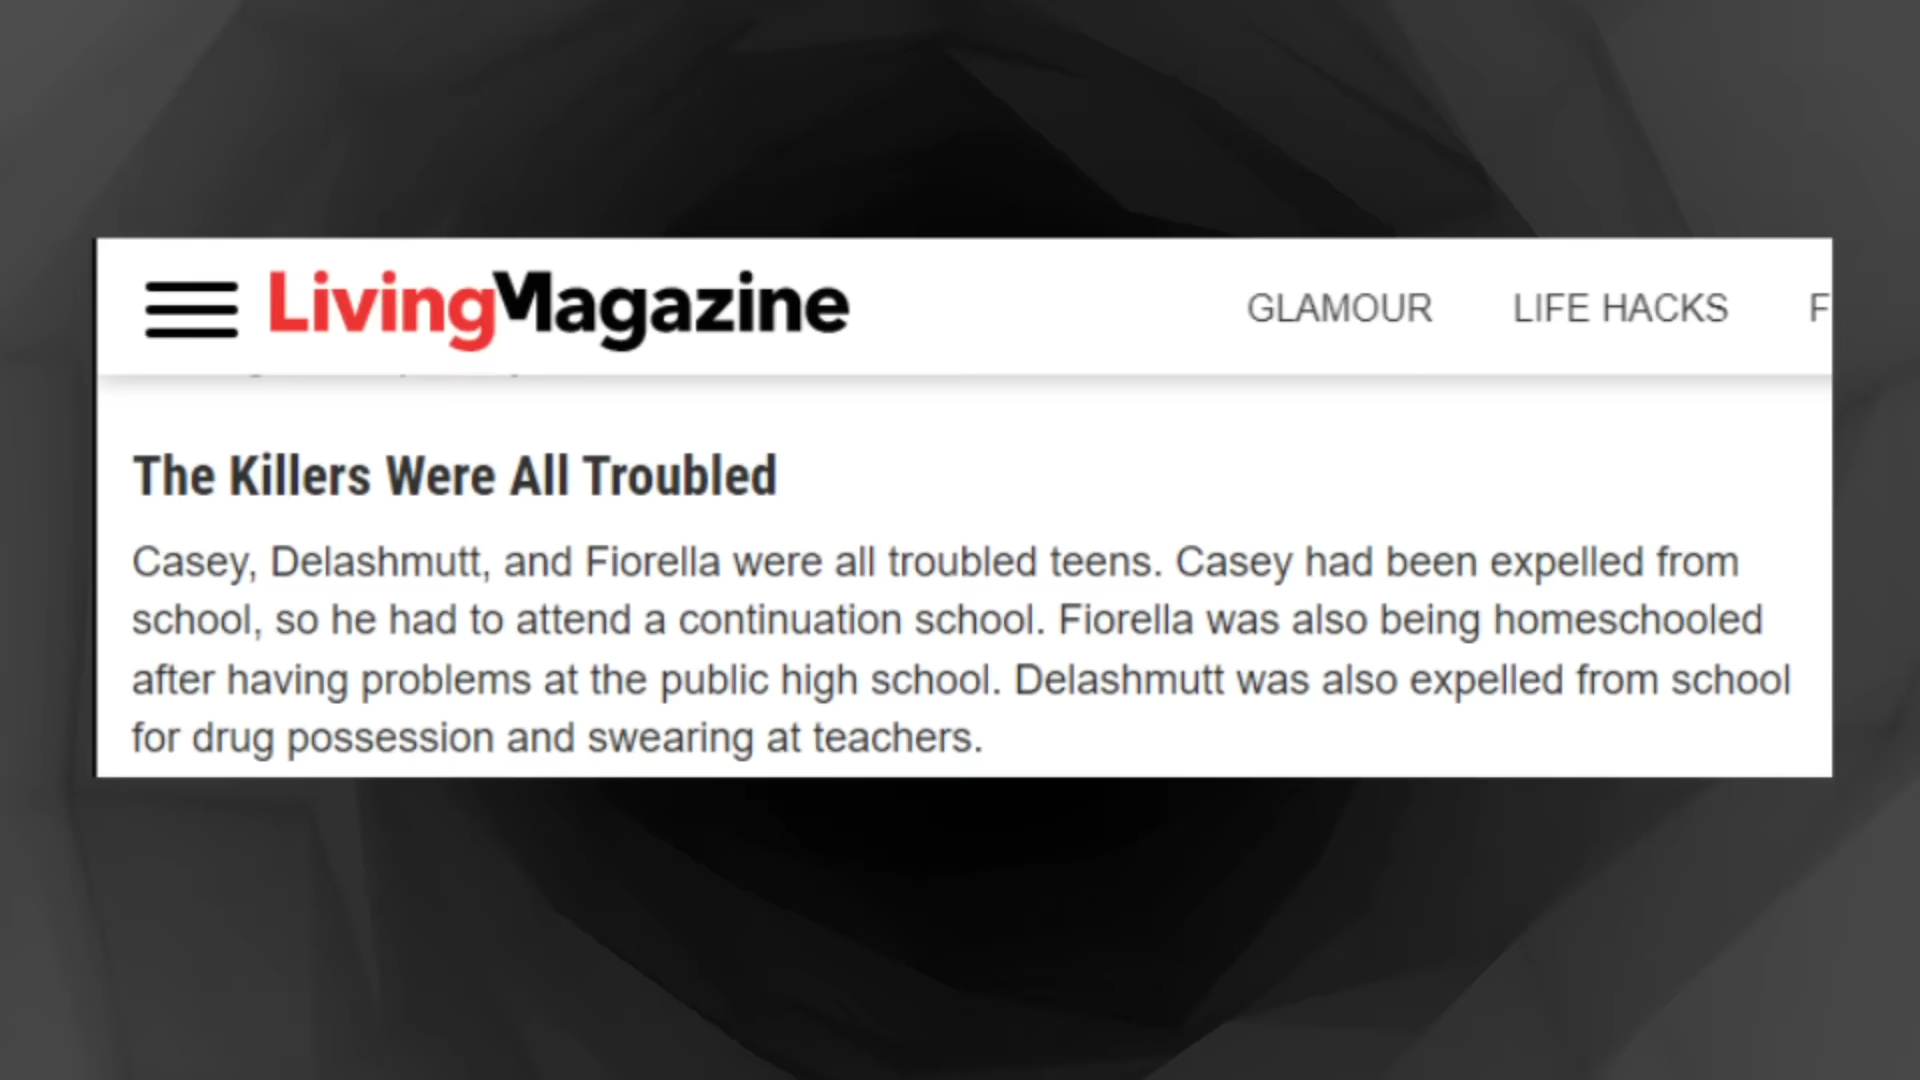 LivingMagazine GLAMOUR LIFE HACKS F
The Killers Were All Troubled
Casey, Delashmutt, and Fiorella were all troubled teens. Casey had been expelled from
school, so he had to attend a continuation school. Fiorella was also being homeschooled
after having problems at the public high school. Delashmutt was also expelled from school
for drug possession and swearing at teachers.